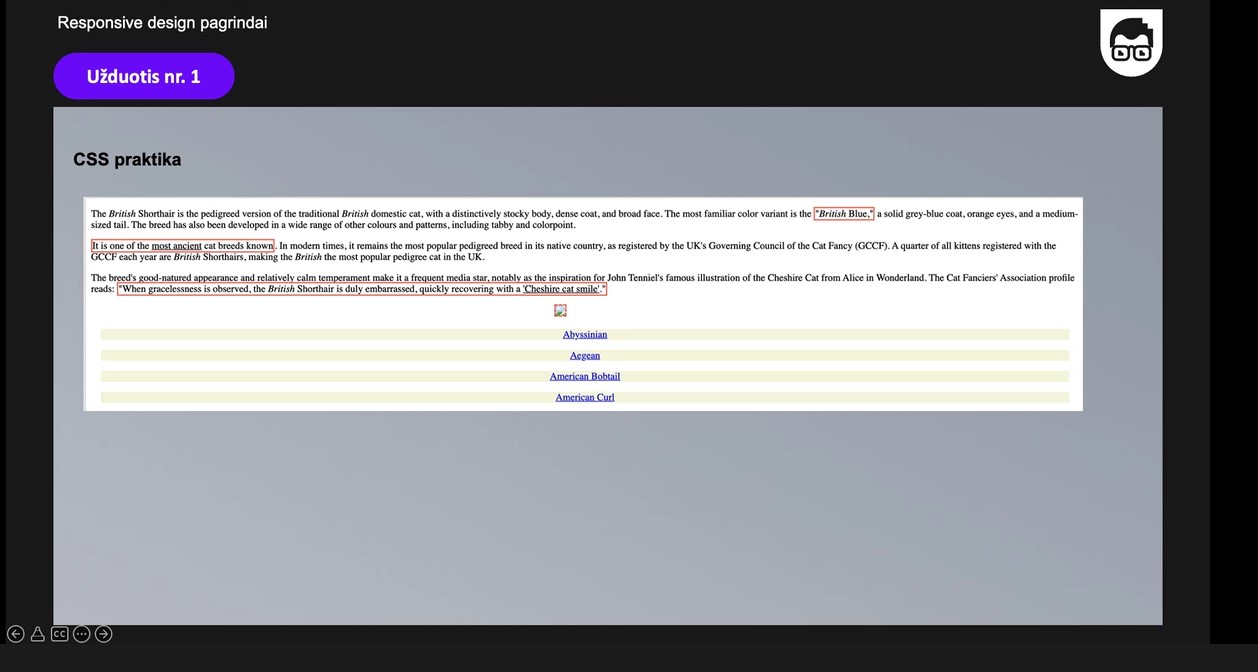 Responsive design pagrindai
Užduotis nr. 1
CSS praktika
The British Shorthair is the pedigreed version of the traditional British domestic cat, with a distinctively stocky body, dense coat, and broad face. The most familiar color variant is the "British Blue," a solid grey-blue coat, orange eyes, and a medium-
sized tail. The breed has also been developed in a wide range of other colours and patterns, including tabby and colorpoint.
It is one of the most ancient cat breeds known. In modern times, it remains the most popular pedigreed breed in its native country, as registered by the UK's Governing Council of the Cat Fancy (GCCF). A quarter of all kittens registered with the
GCCF each year are British Shorthairs, making the British the most popular pedigree cat in the UK.
The breed's good-natured appearance and relatively calm temperament make it a frequent media star, notably as the inspiration for John Tenniel's famous illustration of the Cheshire Cat from Alice in Wonderland. The Cat Fanciers' Association profile
reads: "When gracelessness is observed, the British Shorthair is duly embarrassed, quickly recovering with a 'Cheshire cat smile'."
Abyssinian
Aegean
American Bobtail
American Curl
CC